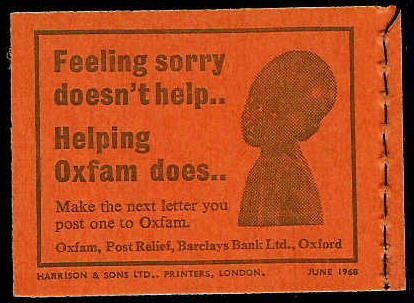 Feeling sorry
doesn't help..
Helping
Oxfam does..
Make the next letter you
post one to Oxfam.
Oxfam, Post Relief, Barclays Bank Ltd., Oxford
HARRISON & SONS LTD.. PRINTERS, LONDON. JUNE 1968